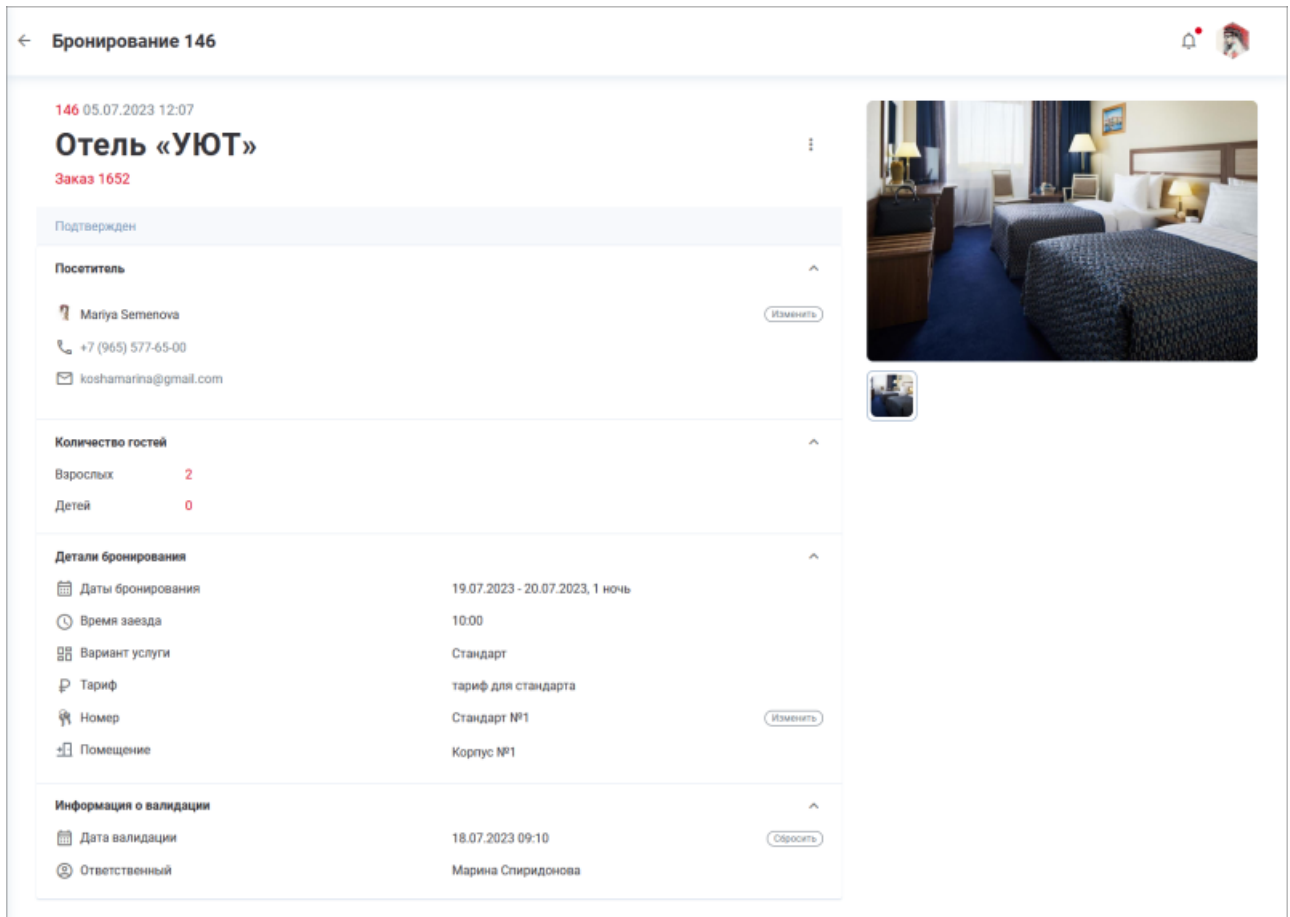 Бронирование 146
146 05.07.2023 12:07
Отель «УЮТ»
Заказ 1652
Подтвержден
Посетитель
Mariya Semenova Изменить
+7 (965) 577-65-00
koshamarina@gmail.com
Количество гостей
Взрослых 2
Детей 0
Детали бронирования
Даты бронирования 19.07.2023 - 20.07.2023, 1 ночь
Время заезда 10:00
Вариант услуги Стандарт
Тариф тариф для стандарта
Номер Стандарт №1 Изменить
Помещение Корпус №1
Информация о валидации
Дата валидации 18.07.2023 09:10 Сбросить
Ответственный Марина Спиридонова